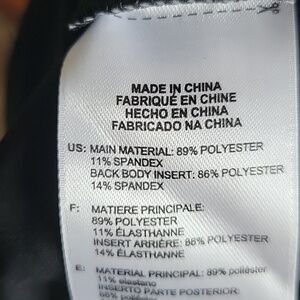 MADE IN CHINA
FABRIQUÉ EN CHINE
HECHO EN CHINA
FABRICADO NA CHINA
US: MAIN MATERIAL: 89% POLYESTER
11% SPANDEX
BACK BODY INSERT: 86% POLYESTER
14% SPANDEX
F: MATIERE PRINCIPALE:
89% POLYESTER
11% ÉLASTHANNE
INSERT ARRIÈRE: 86% POLYESTER
14% ÉLASTHANNE
E: MATERIAL PRINCIPAL: 89% poliéster
11% elastano
INSERTO PARTE POSTERIOR:
86% poliéster